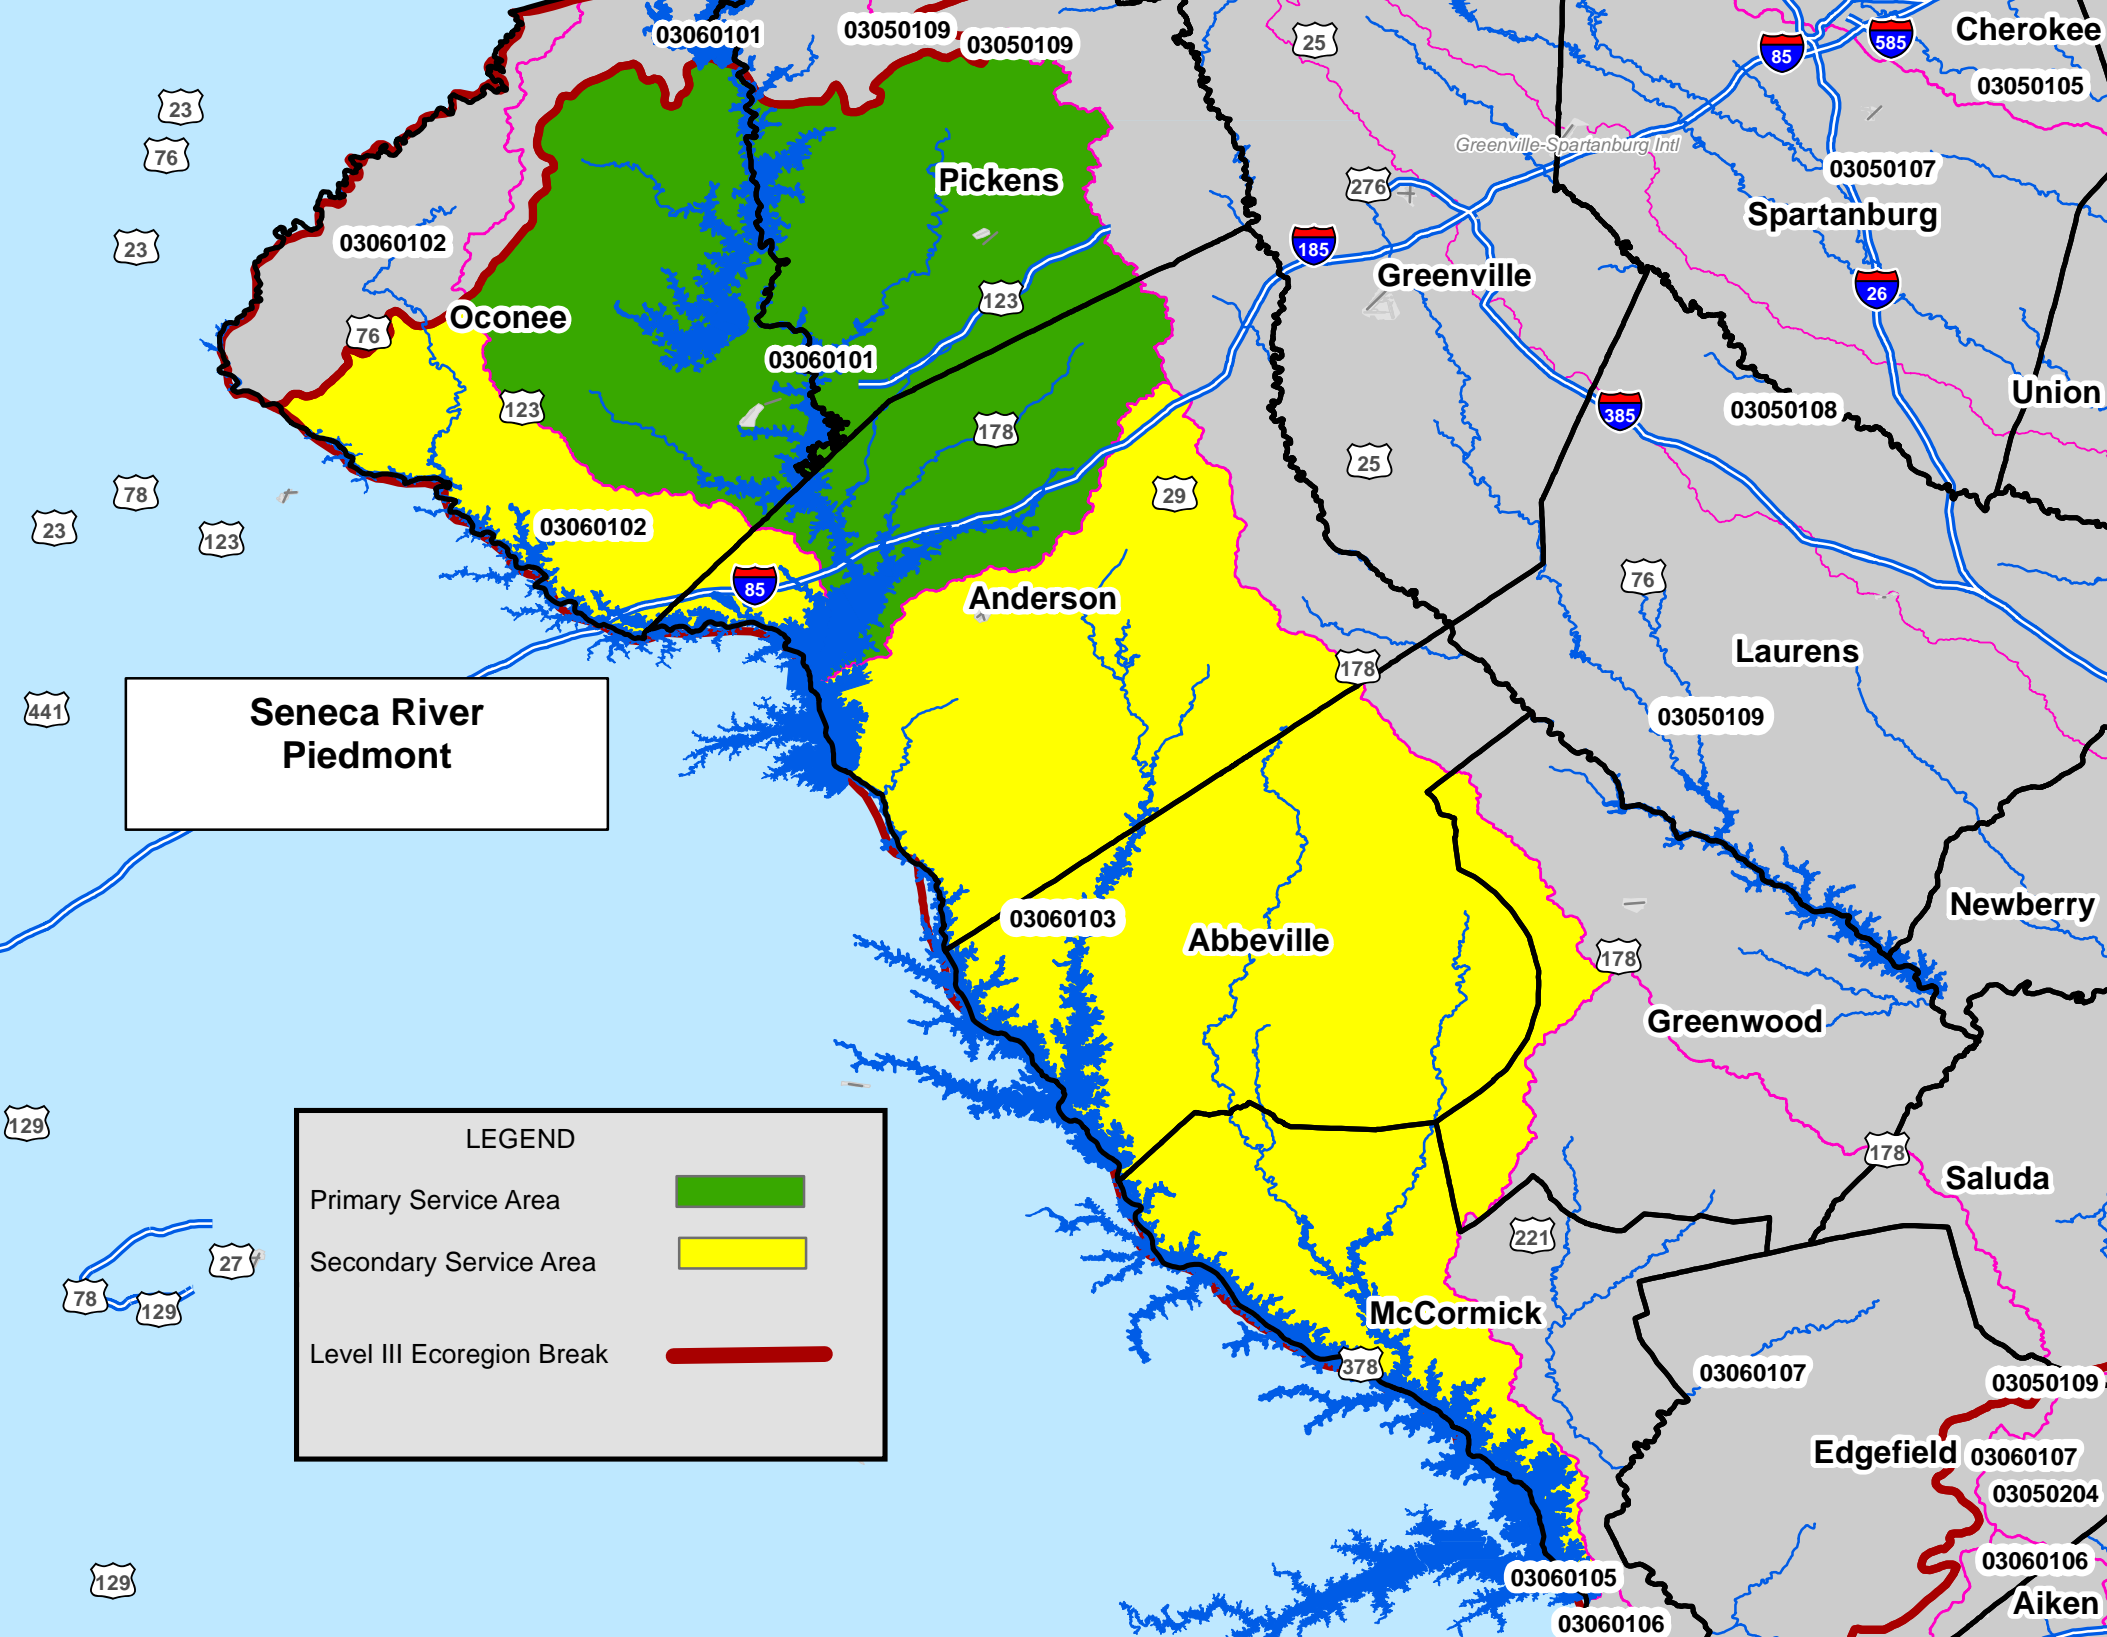 03060101
03050109
03050109
25
85
585
Cherokee
03050105
23
76
Greenville-Spartanburg Intl
03050107
Pickens
276
Spartanburg
23
03060102
185
Greenville
26
123
Oconee
76
03060101
Union
123
385
03050108
178
25
29
78
23
123
03060102
76
85
Anderson
Laurens
178
441
Seneca River
Piedmont
03050109
Newberry
03060103
Abbeville
178
Greenwood
129
LEGEND
178
Primary Service Area
Saluda
221
27
Secondary Service Area
78
129
McCormick
Level III Ecoregion Break
378
03060107
03050109
Edgefield
03060107
03050204
03060106
129
03060105
Aiken
03060106